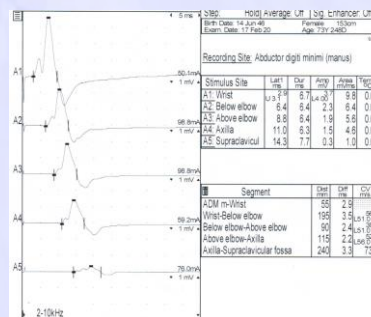 5 ms
Step: Hold| Average: Off | Sig. Enhancer: Off
Birth Date: 14 Jun 46 Female 153cm
Exam. Date: 17 Feb 20 Age: 73Y 248D
Recording Site: Abductor digiti minimi (manus)
Stimulus Site Lat1 ms Dur ms Amp mV Area mVms
A1: Wrist 2.9 6.7 3.7 9.8
A2: Below elbow 6.4 6.4 2.3 6.4
A3: Above elbow 8.8 6.4 1.9 5.6
A4: Axilla 11.0 6.3 1.5 4.6
A5: Supraclavicul 14.3 7.7 0.3 1.0
Segment Dist mm Diff ms CV
ADM m-Wrist 55 2.9
Wrist-Below elbow 195 3.5
Below elbow-Above elbow 90 2.4
Above elbow-Axilla 115 2.2
Axilla-Supraclavicular fossa 240 3.3 73
A1
50.1mA
1 mV
A2
98.8mA
1 mV
A3
98.8mA
1 mV
A4
59.2mA
1 mV
A5
76.0mA
1 mV
2-10kHz